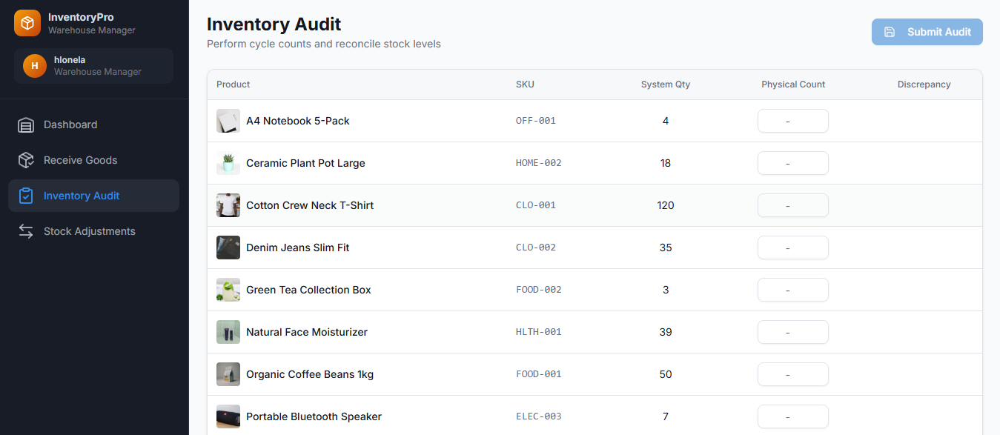 InventoryPro
Warehouse Manager
H
hlonela
Warehouse Manager
Dashboard
Receive Goods
Inventory Audit
Stock Adjustments
Inventory Audit
Perform cycle counts and reconcile stock levels
Submit Audit
Product SKU System Qty Physical Count Discrepancy
A4 Notebook 5-Pack OFF-001 4 -
Ceramic Plant Pot Large HOME-002 18 -
Cotton Crew Neck T-Shirt CLO-001 120 -
Denim Jeans Slim Fit CLO-002 35 -
Green Tea Collection Box FOOD-002 3 -
Natural Face Moisturizer HLTH-001 39 -
Organic Coffee Beans 1kg FOOD-001 50 -
Portable Bluetooth Speaker ELEC-003 7 -